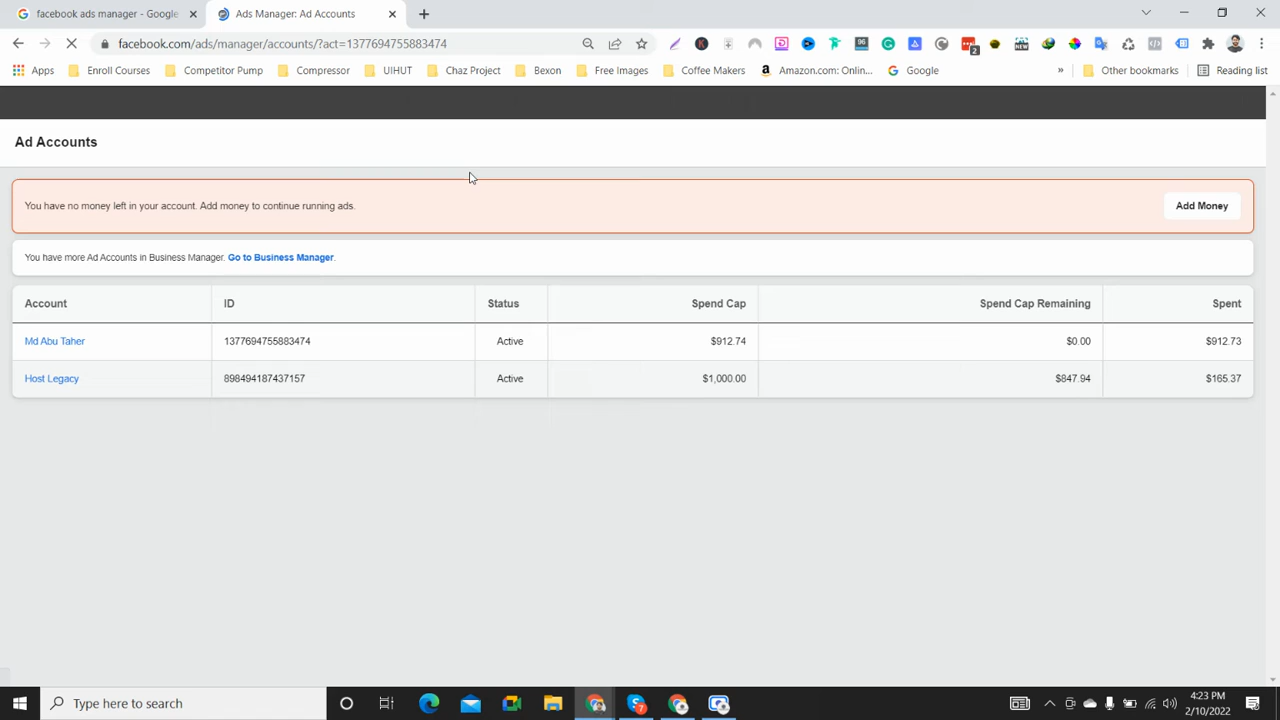 facebook ads manager - Google
Ads Manager: Ad Accounts
facebook.com/ads/manager/accounts?act=1377694755883474
96
2
NEW
Apps
Enroll Courses
Competitor Pump
Compressor
UIHUT
Chaz Project
Bexon
Free Images
Coffee Makers
Amazon.com: Onlin...
Google
»
Other bookmarks
Reading list
Ad Accounts
You have no money left in your account. Add money to continue running ads.
Add Money
You have more Ad Accounts in Business Manager. Go to Business Manager.
Account ID Status Spend Cap Spend Cap Remaining Spent
Md Abu Taher 1377694755883474 Active $912.74 $0.00 $912.73
Host Legacy 898494187437157 Active $1,000.00 $847.94 $165.37
Type here to search
7
4:23 PM
2/10/2022